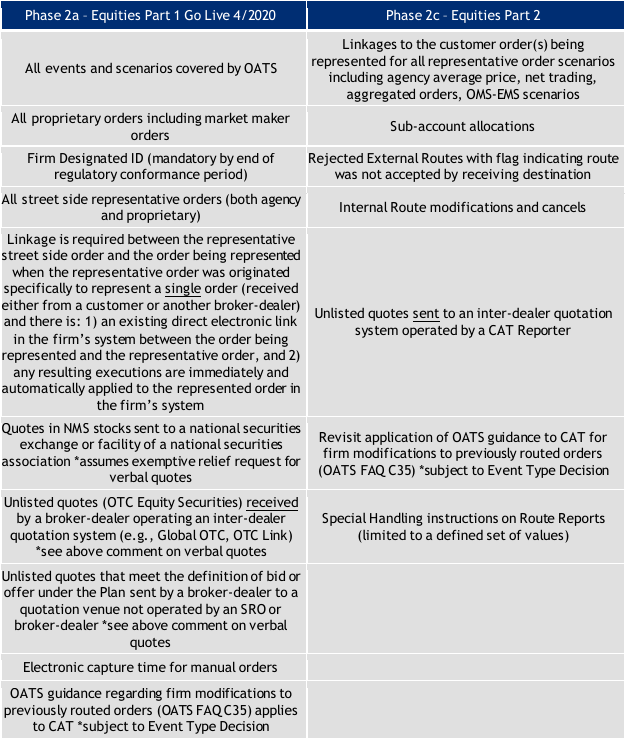 Phase 2a – Equities Part 1 Go Live 4/2020
Phase 2c – Equities Part 2
All events and scenarios covered by OATS
Linkages to the customer order(s) being
represented for all representative order scenarios
including agency average price, net trading,
aggregated orders, OMS-EMS scenarios
All proprietary orders including market maker
orders
Sub-account allocations
Firm Designated ID (mandatory by end of
regulatory conformance period)
Rejected External Routes with flag indicating route
was not accepted by receiving destination
All street side representative orders (both agency
and proprietary)
Internal Route modifications and cancels
Linkage is required between the representative
street side order and the order being represented
when the representative order was originated
specifically to represent a single order (received
either from a customer or another broker-dealer)
and there is: 1) an existing direct electronic link
in the firm's system between the order being
represented and the representative order, and 2)
any resulting executions are immediately and
automatically applied to the represented order in
the firm's system
Unlisted quotes sent to an inter-dealer quotation
system operated by a CAT Reporter
Quotes in NMS stocks sent to a national securities
exchange or facility of a national securities
association *assumes exemptive relief request for
verbal quotes
Revisit application of OATS guidance to CAT for
firm modifications to previously routed orders
(OATS FAQ C35) *subject to Event Type Decision
Unlisted quotes (OTC Equity Securities) received
by a broker-dealer operating an inter-dealer
quotation system (e.g., Global OTC, OTC Link)
*see above comment on verbal quotes
Special Handling instructions on Route Reports
(limited to a defined set of values)
Unlisted quotes that meet the definition of bid or
offer under the Plan sent by a broker-dealer to a
quotation venue not operated by an SRO or
broker-dealer *see above comment on verbal
quotes
Electronic capture time for manual orders
OATS guidance regarding firm modifications to
previously routed orders (OATS FAQ C35) applies
to CAT *subject to Event Type Decision